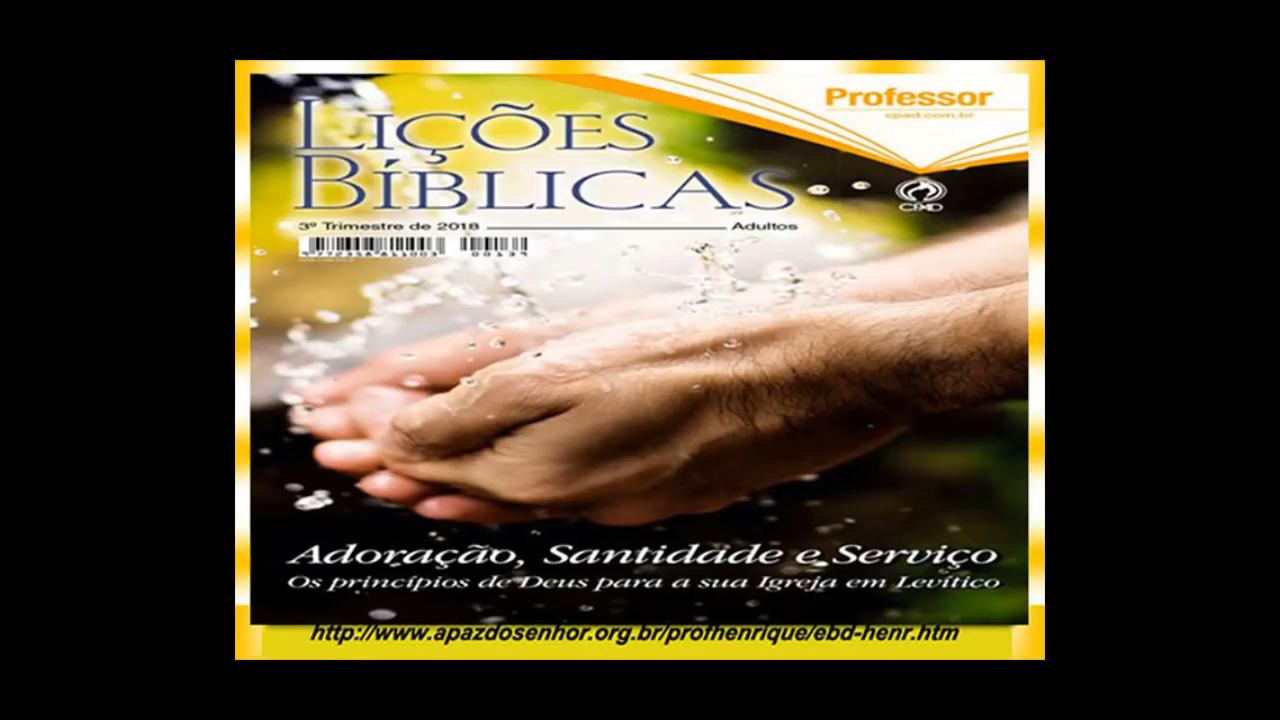 Professor
cpad.com.br
LIÇÕES
BÍBLICAS
CPAD
3º Trimestre de 2018
Adultos
Adoração, Santidade e Serviço
Os princípios de Deus para a sua Igreja em Levítico
http://www.apazdosenhor.org.br/profhenrique/ebd-henr.htm